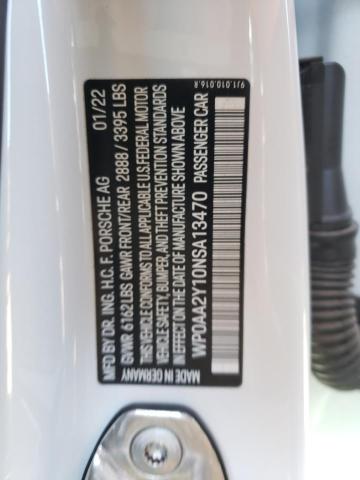 9J1.010.016.R
MFD. BY DR. ING. H.C. F. PORSCHE AG 01/22
GVWR 6162 LBS GAWR FRONT/REAR 2888 / 3395 LBS
THIS VEHICLE CONFORMS TO ALL APPLICABLE U.S. FEDERAL MOTOR
VEHICLE SAFETY, BUMPER, AND THEFT PREVENTION STANDARDS
IN EFFECT ON THE DATE OF MANUFACTURE SHOWN ABOVE
WP0AA2Y10NSA13470 PASSENGER CAR
MADE IN GERMANY